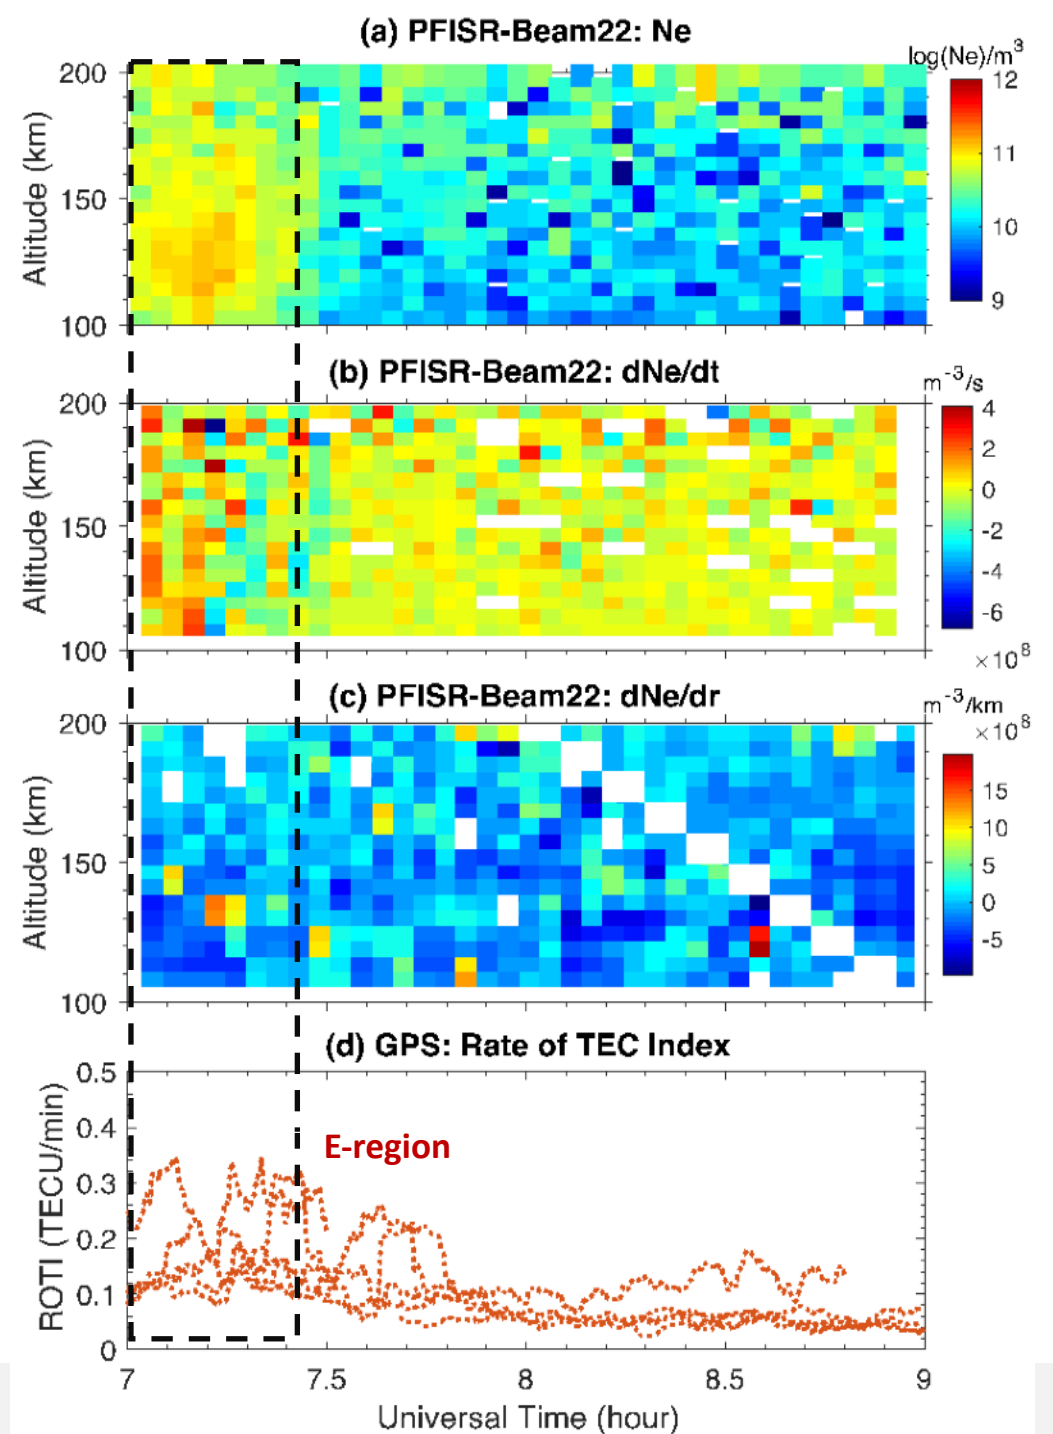 (a) PFISR-Beam22: Ne
log(Ne)/m³
200
150
100
Altitude (km)
12
11
10
9
(b) PFISR-Beam22: dNe/dt
m⁻³/s
200
150
100
Altitude (km)
4
2
0
-2
-4
-6
×10⁸
(c) PFISR-Beam22: dNe/dr
m⁻³/km
×10⁸
200
150
100
Altitude (km)
15
10
5
0
-5
(d) GPS: Rate of TEC Index
0.5
0.4
0.3
0.2
0.1
0
ROTI (TECU/min)
E-region
7 7.5 8 8.5 9
Universal Time (hour)